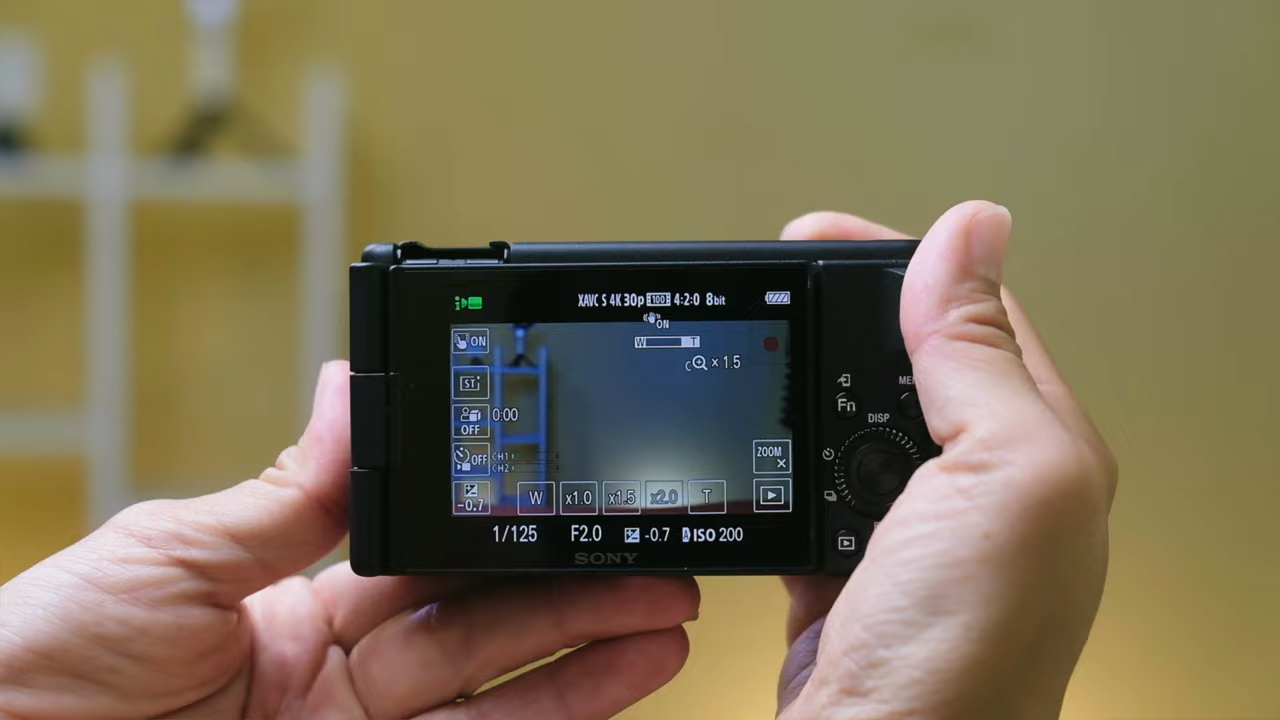 XAVC S 4K 30p 100 4:2:0 8bit
ON
W T
ON
C × 1.5
ST
OFF 0:00
OFF CH1
CH2
ZOOM ×
-0.7 W x1.0 x1.5 x2.0 T
1/125 F2.0 -0.7 A ISO 200
SONY
Fn
DISP